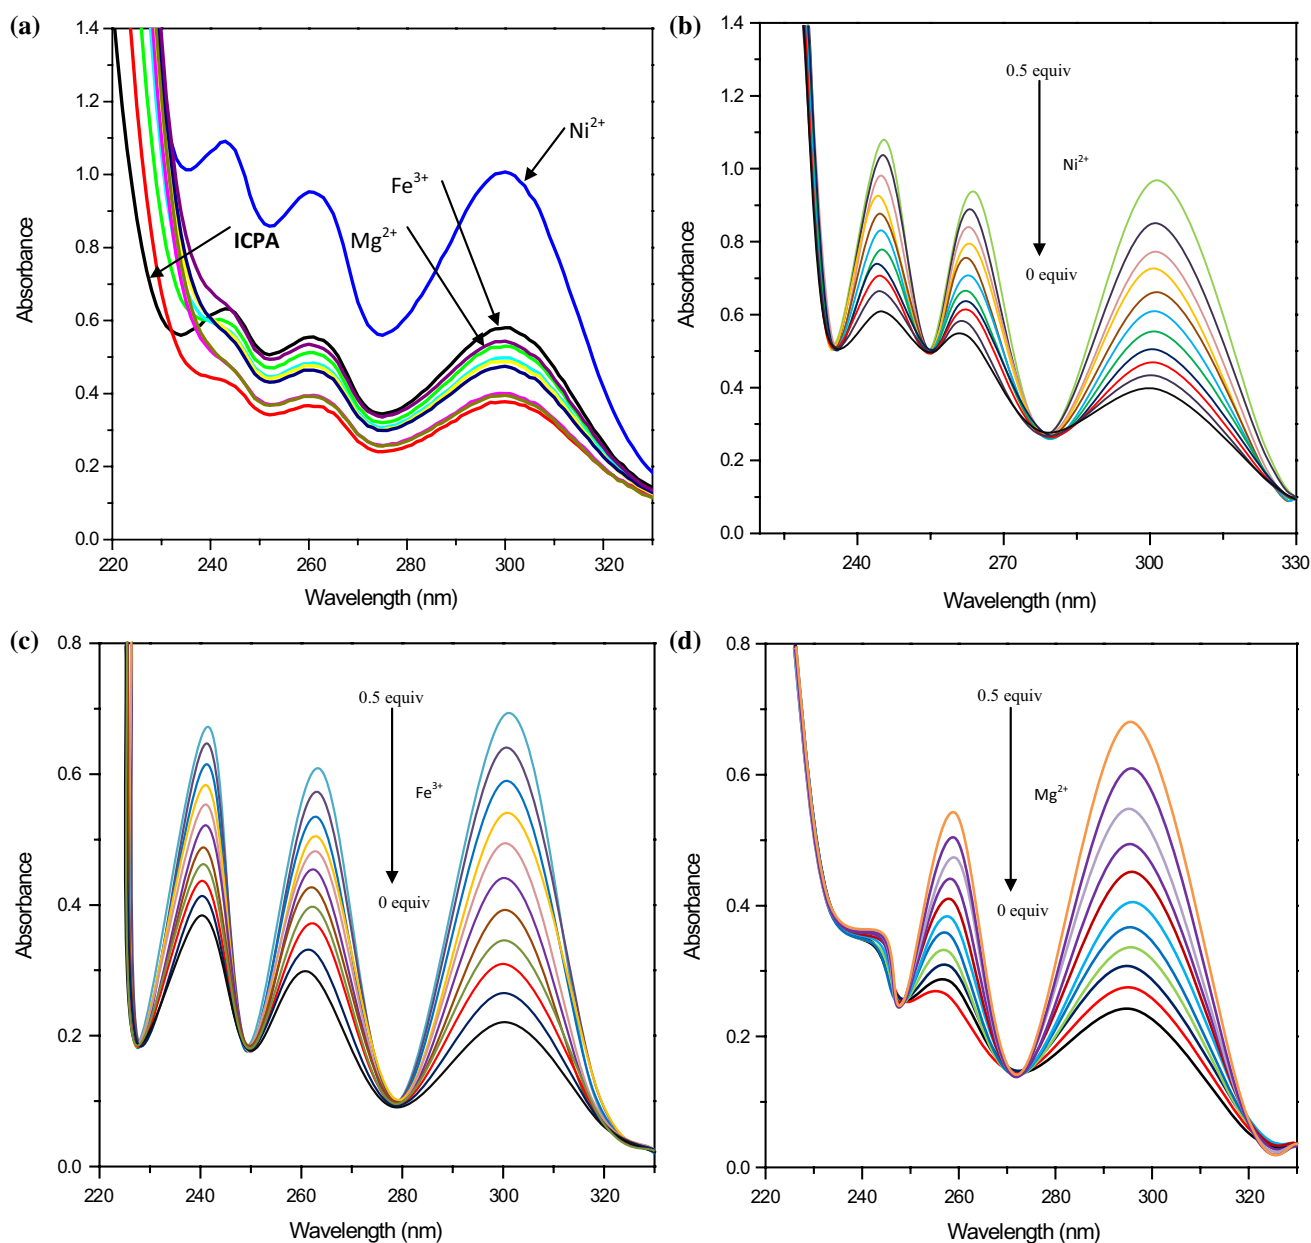 (a)
1.4
1.2
1.0
0.8
0.6
0.4
0.2
0.0
Absorbance
Ni²⁺
Fe³⁺
Mg²⁺
ICPA
220 240 260 280 300 320
Wavelength (nm)
(b)
1.4
1.2
1.0
0.8
0.6
0.4
0.2
0.0
Absorbance
0.5 equiv
Ni²⁺
0 equiv
240 260 280 300 330
Wavelength (nm)
(c)
0.8
0.6
0.4
0.2
0.0
Absorbance
0.5 equiv
Fe³⁺
0 equiv
220 240 260 280 300 320
Wavelength (nm)
(d)
0.8
0.6
0.4
0.2
0.0
Absorbance
0.5 equiv
Mg²⁺
0 equiv
220 240 260 280 300 320
Wavelength (nm)